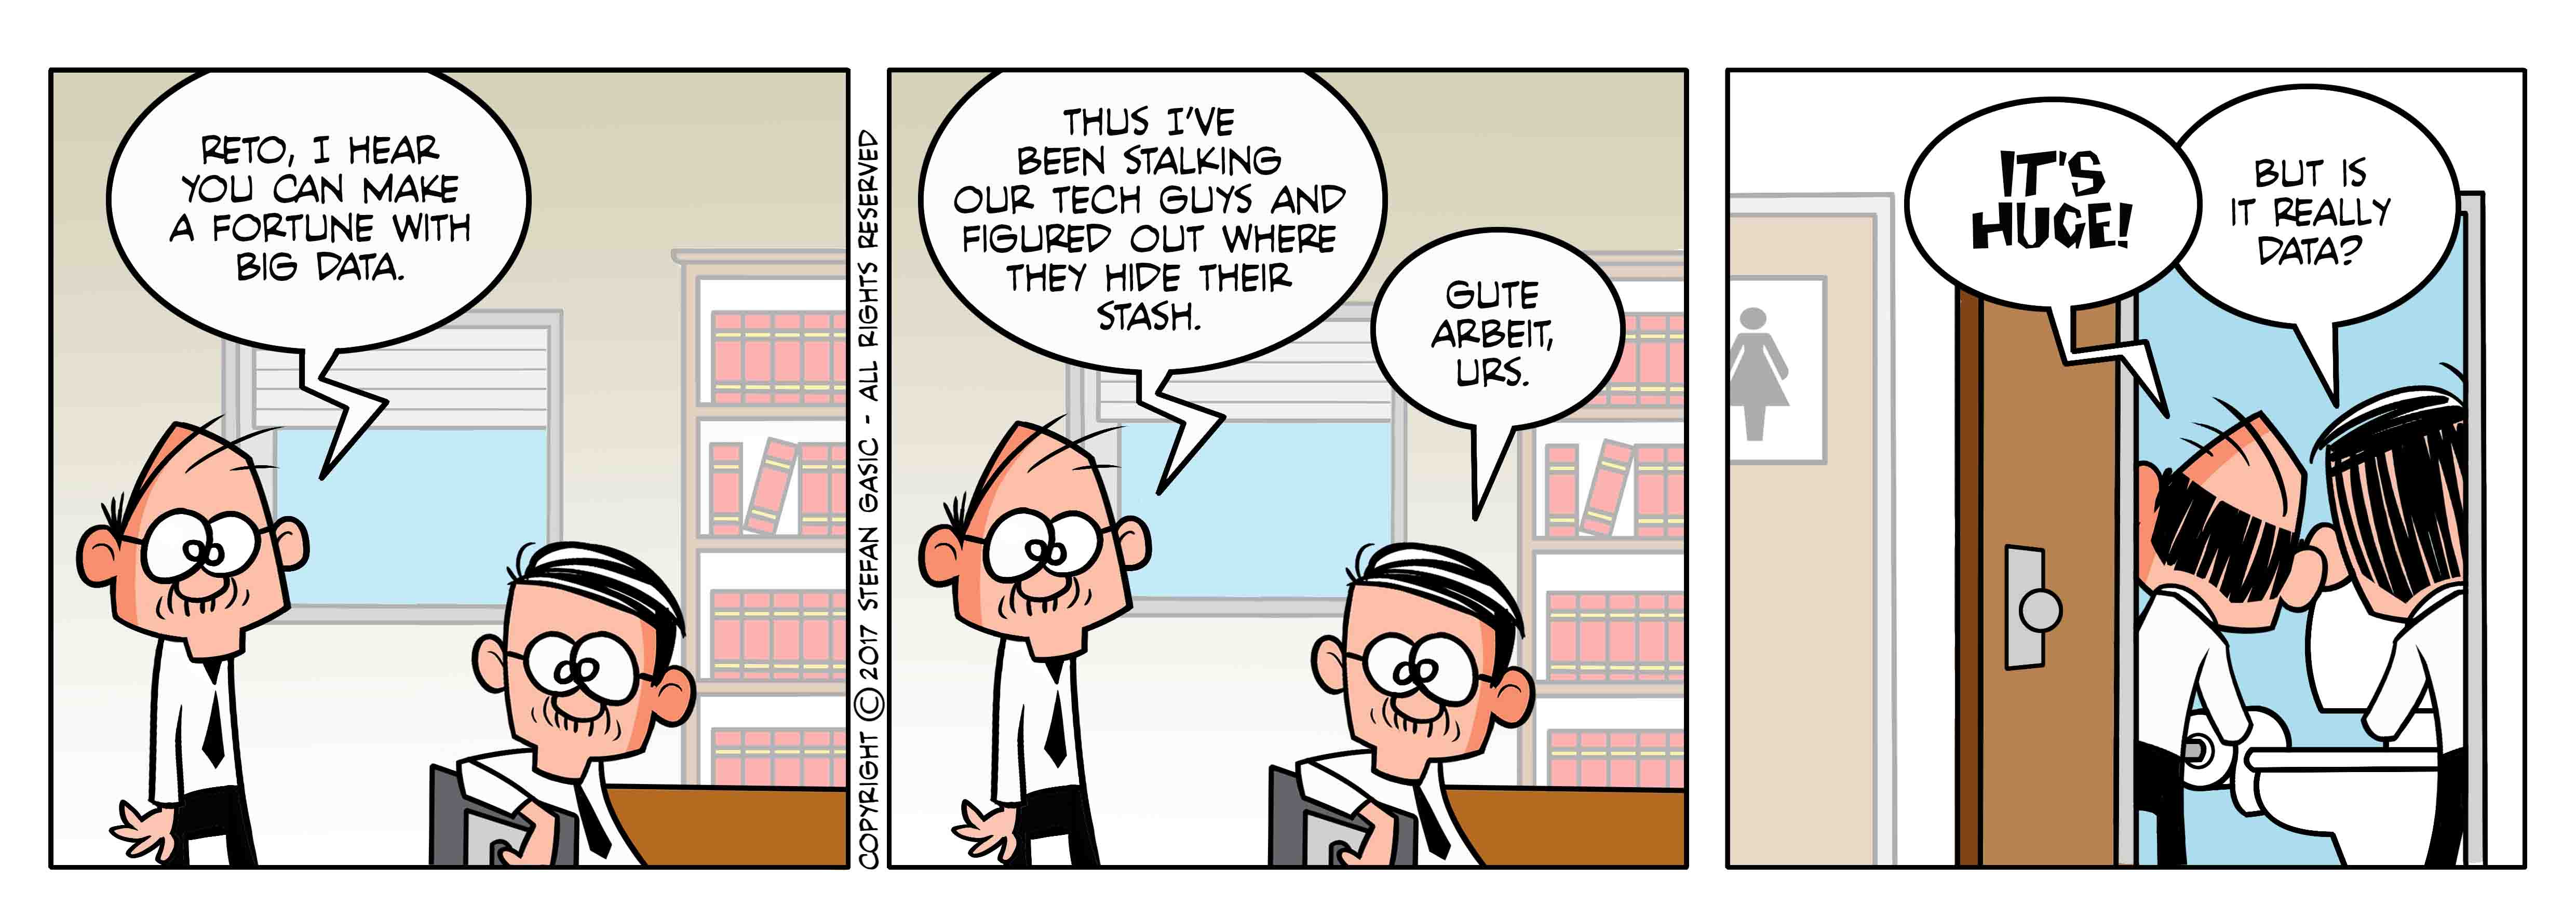 RETO, I HEAR
YOU CAN MAKE
A FORTUNE WITH
BIG DATA.
COPYRIGHT © 2017 STEFAN GASIC - ALL RIGHTS RESERVED
THUS I'VE
BEEN STALKING
OUR TECH GUYS AND
FIGURED OUT WHERE
THEY HIDE THEIR
STASH.
GUTE
ARBEIT,
URS.
IT'S
HUGE!
BUT IS
IT REALLY
DATA?